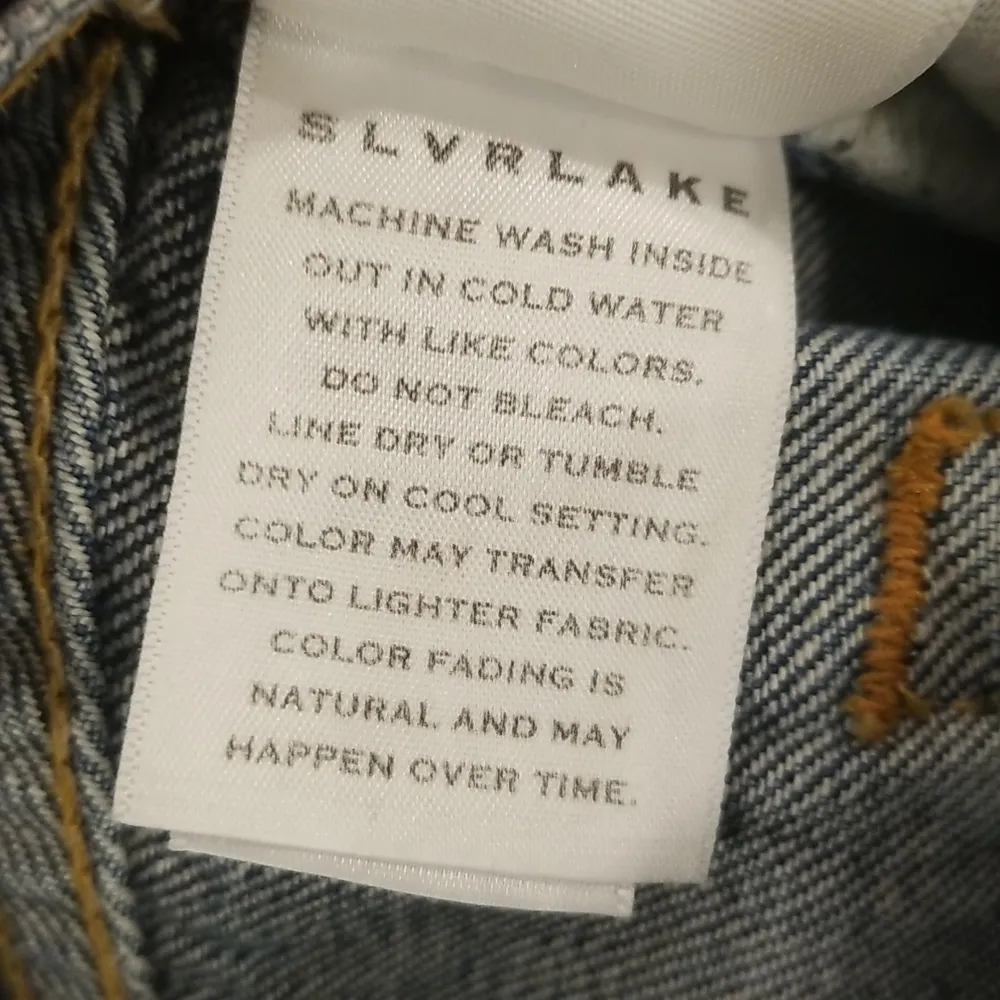 SLVRLAKE
MACHINE WASH INSIDE
OUT IN COLD WATER
WITH LIKE COLORS.
DO NOT BLEACH.
LINE DRY OR TUMBLE
DRY ON COOL SETTING.
COLOR MAY TRANSFER
ONTO LIGHTER FABRIC.
COLOR FADING IS
NATURAL AND MAY
HAPPEN OVER TIME.